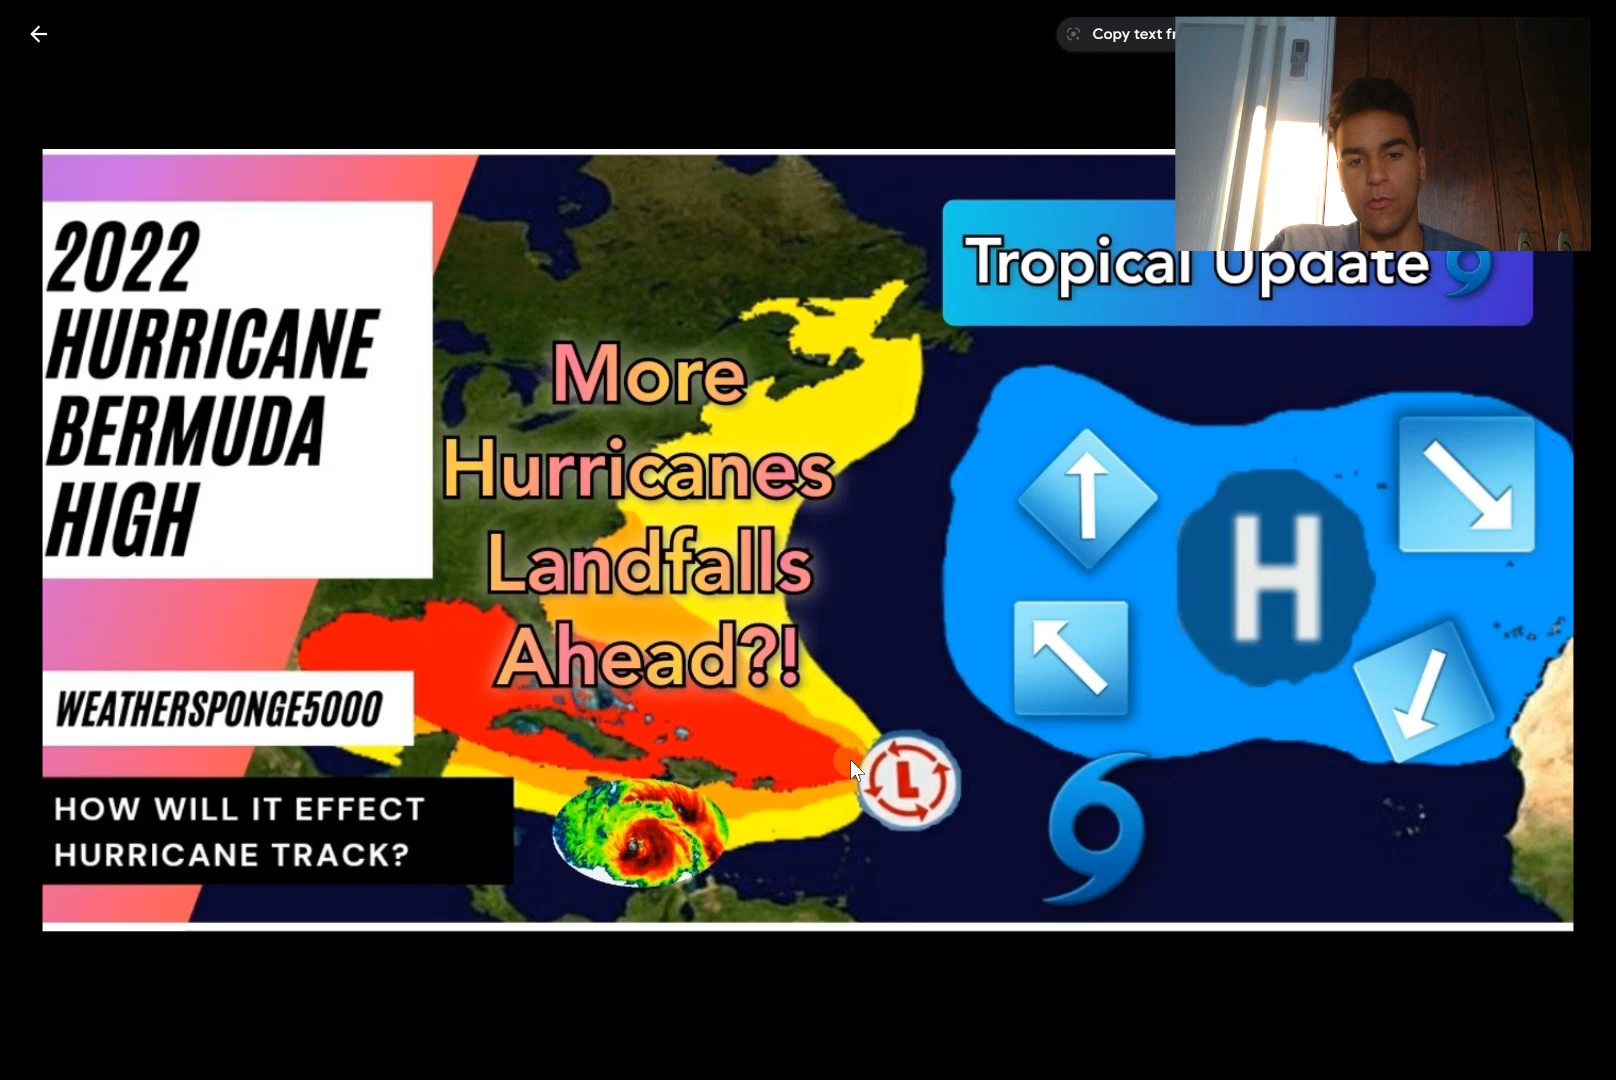 Copy text fr
2022
HURRICANE
BERMUDA
HIGH
WEATHERSPONGE5000
HOW WILL IT EFFECT
HURRICANE TRACK?
More
Hurricanes
Landfalls
Ahead?!
Tropical Update
H
L